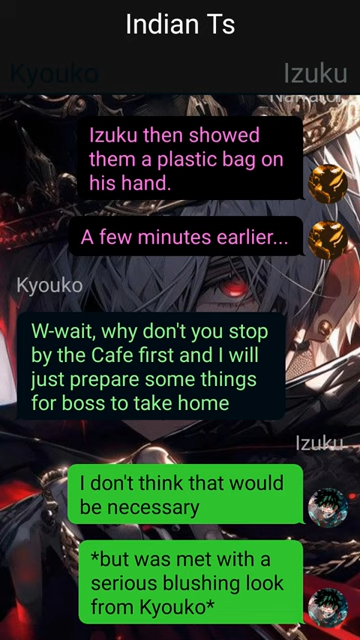 Indian Ts
Kyouko
Izuku
Narrator
Izuku then showed
them a plastic bag on
his hand.
A few minutes earlier...
Kyouko
W-wait, why don't you stop
by the Cafe first and I will
just prepare some things
for boss to take home
Izuku
I don't think that would
be necessary
*but was met with a
serious blushing look
from Kyouko*